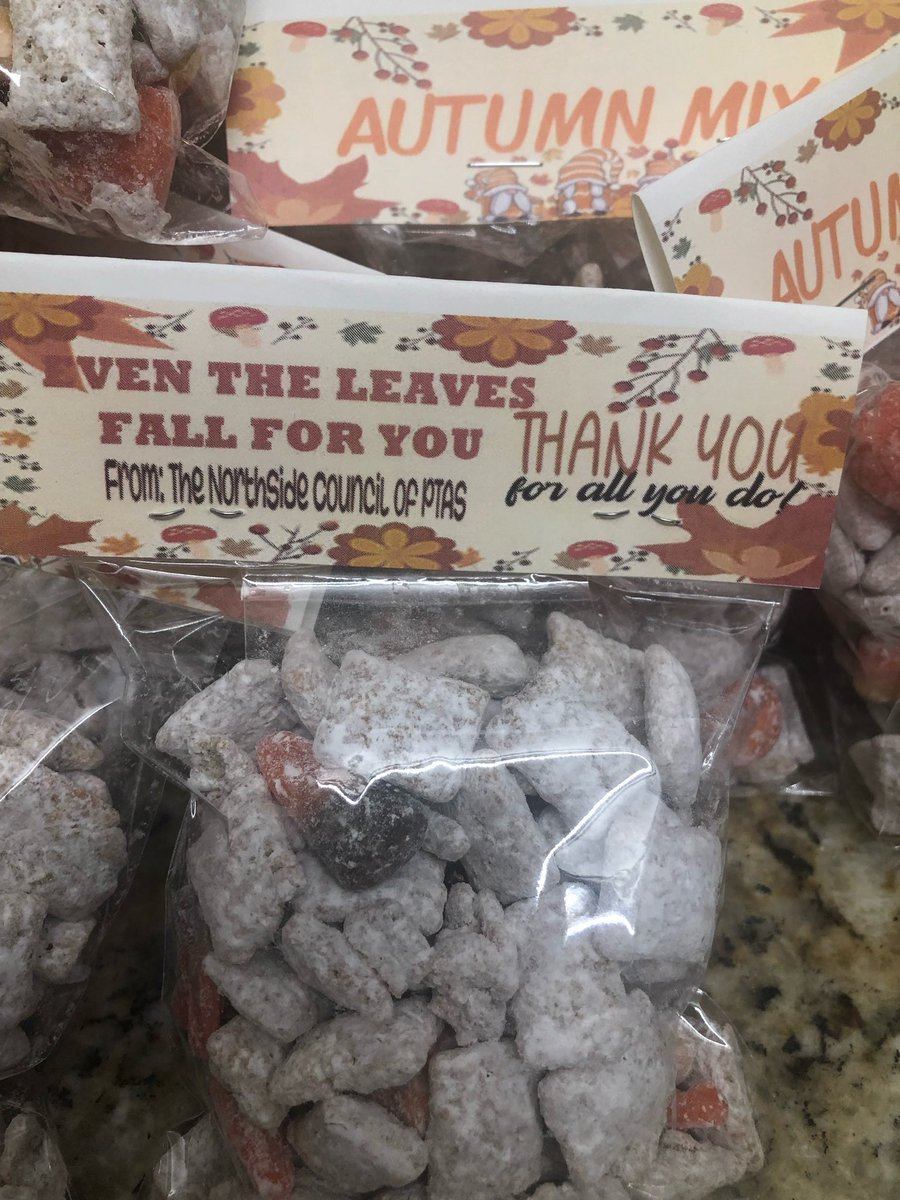 AUTUMN MIX
AUTUM
EVEN THE LEAVES
FALL FOR YOU
From: The Northside Council of PTAS
THANK YOU
for all you do!